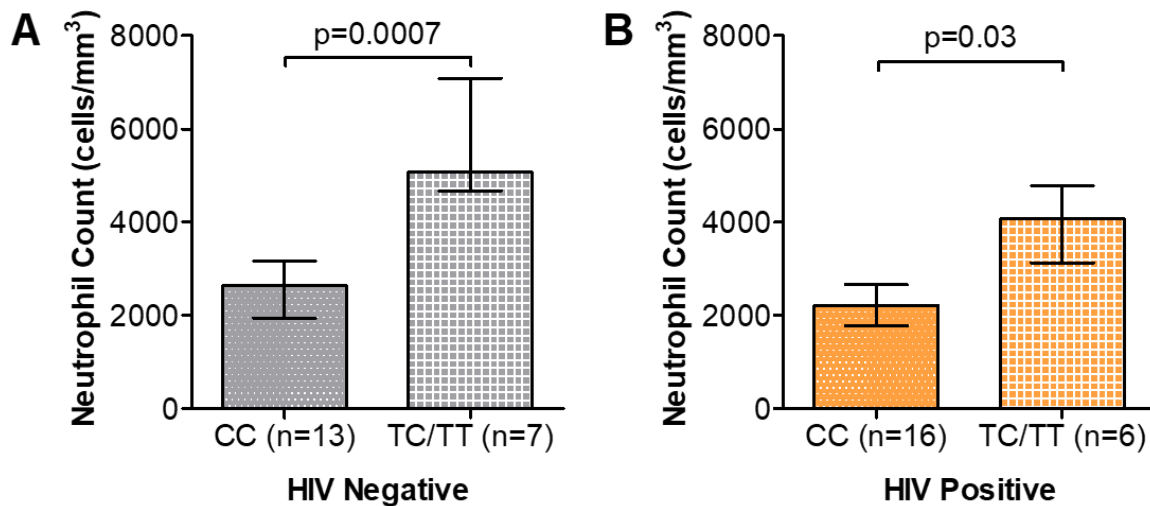 A
Neutrophil Count (cells/mm³)
8000
6000
4000
2000
0
p=0.0007
CC (n=13)
TC/TT (n=7)
HIV Negative
B
Neutrophil Count (cells/mm³)
8000
6000
4000
2000
0
p=0.03
CC (n=16)
TC/TT (n=6)
HIV Positive